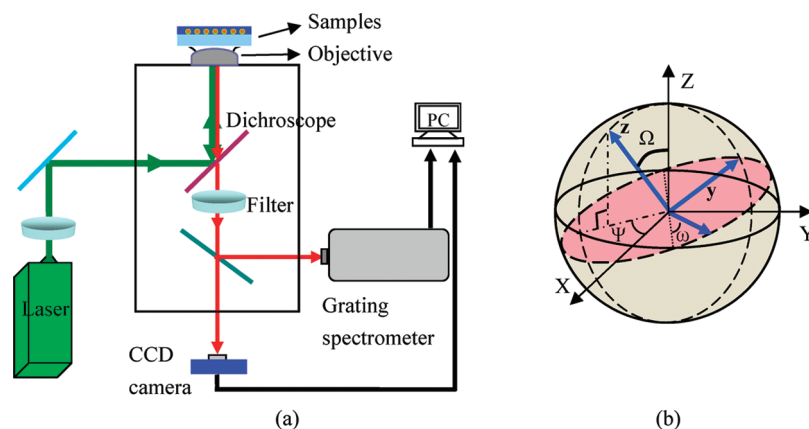 Samples
Objective
Dichroscope
PC
Filter
Laser
Grating
spectrometer
CCD
camera
(a)
Z
z
Ω
y
Y
Ψ
ω
X
(b)